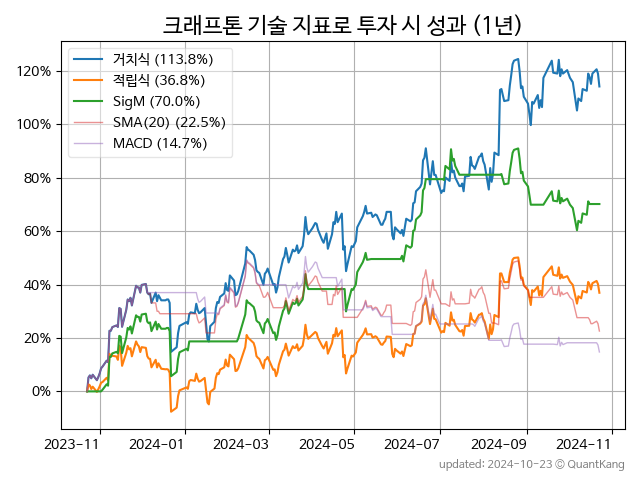 크래프톤 기술 지표로 투자 시 성과 (1년)
거치식 (113.8%)
적립식 (36.8%)
SigM (70.0%)
SMA(20) (22.5%)
MACD (14.7%)
120%
100%
80%
60%
40%
20%
0%
2023-11 2024-01 2024-03 2024-05 2024-07 2024-09 2024-11
updated: 2024-10-23 © QuantKang